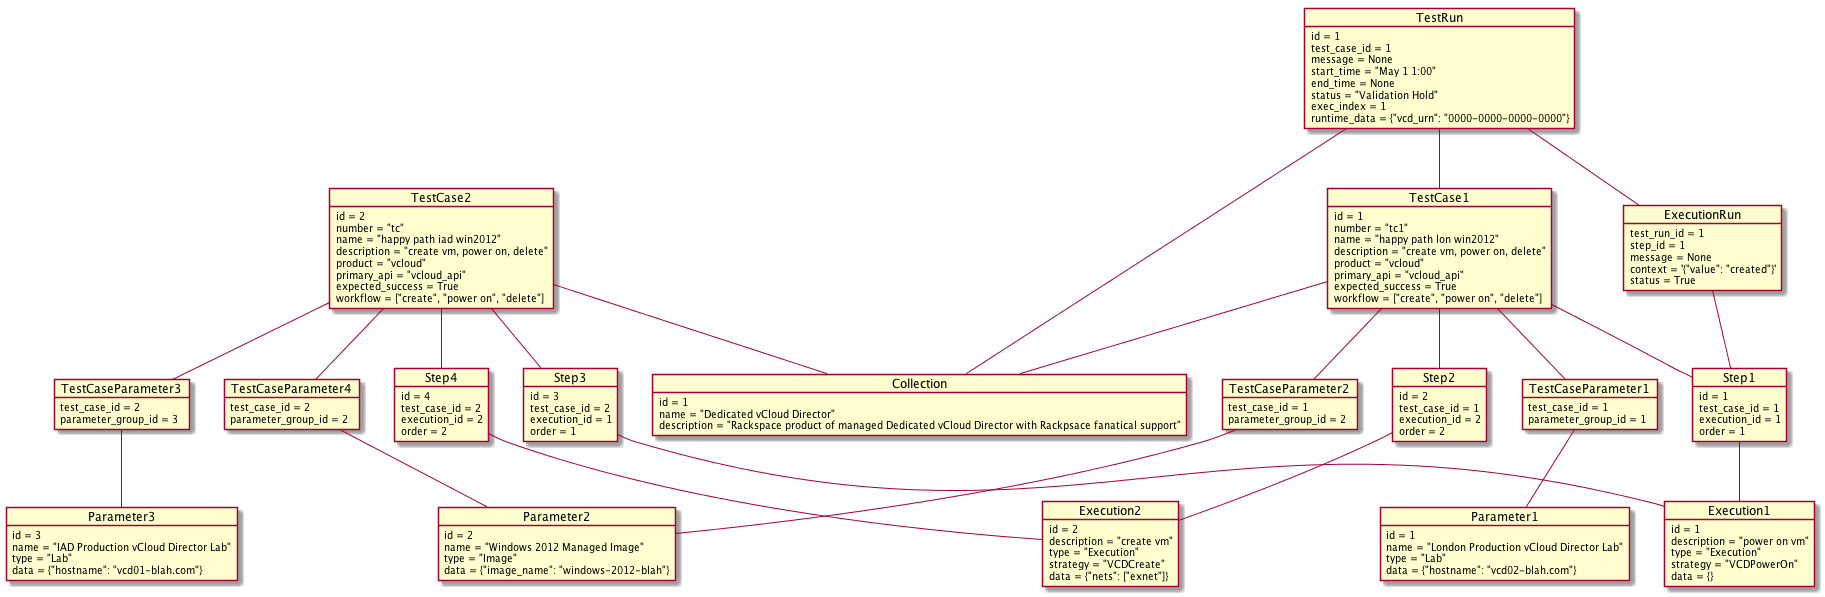 TestRun
id = 1
test_case_id = 1
message = None
start_time = "May 1 1:00"
end_time = None
status = "Validation Hold"
exec_index = 1
runtime_data = {"vcd_urn": "0000-0000-0000-0000"}
TestCase2
id = 2
number = "tc"
name = "happy path iad win2012"
description = "create vm, power on, delete"
product = "vcloud"
primary_api = "vcloud_api"
expected_success = True
workflow = ["create", "power on", "delete"]
TestCase1
id = 1
number = "tc1"
name = "happy path lon win2012"
description = "create vm, power on, delete"
product = "vcloud"
primary_api = "vcloud_api"
expected_success = True
workflow = ["create", "power on", "delete"]
ExecutionRun
test_run_id = 1
step_id = 1
message = None
context = '{"value": "created"}'
status = True
TestCaseParameter3
test_case_id = 2
parameter_group_id = 3
TestCaseParameter4
test_case_id = 2
parameter_group_id = 2
Step4
id = 4
test_case_id = 2
execution_id = 2
order = 2
Step3
id = 3
test_case_id = 2
execution_id = 1
order = 1
Collection
id = 1
name = "Dedicated vCloud Director"
description = "Rackspace product of managed Dedicated vCloud Director with Rackpsace fanatical support"
TestCaseParameter2
test_case_id = 1
parameter_group_id = 2
Step2
id = 2
test_case_id = 1
execution_id = 2
order = 2
TestCaseParameter1
test_case_id = 1
parameter_group_id = 1
Step1
id = 1
test_case_id = 1
execution_id = 1
order = 1
Parameter3
id = 3
name = "IAD Production vCloud Director Lab"
type = "Lab"
data = {"hostname": "vcd01-blah.com"}
Parameter2
id = 2
name = "Windows 2012 Managed Image"
type = "Image"
data = {"image_name": "windows-2012-blah"}
Execution2
id = 2
description = "create vm"
type = "Execution"
strategy = "VCDCreate"
data = {"nets": ["exnet"]}
Parameter1
id = 1
name = "London Production vCloud Director Lab"
type = "Lab"
data = {"hostname": "vcd02-blah.com"}
Execution1
id = 1
description = "power on vm"
type = "Execution"
strategy = "VCDPowerOn"
data = {}